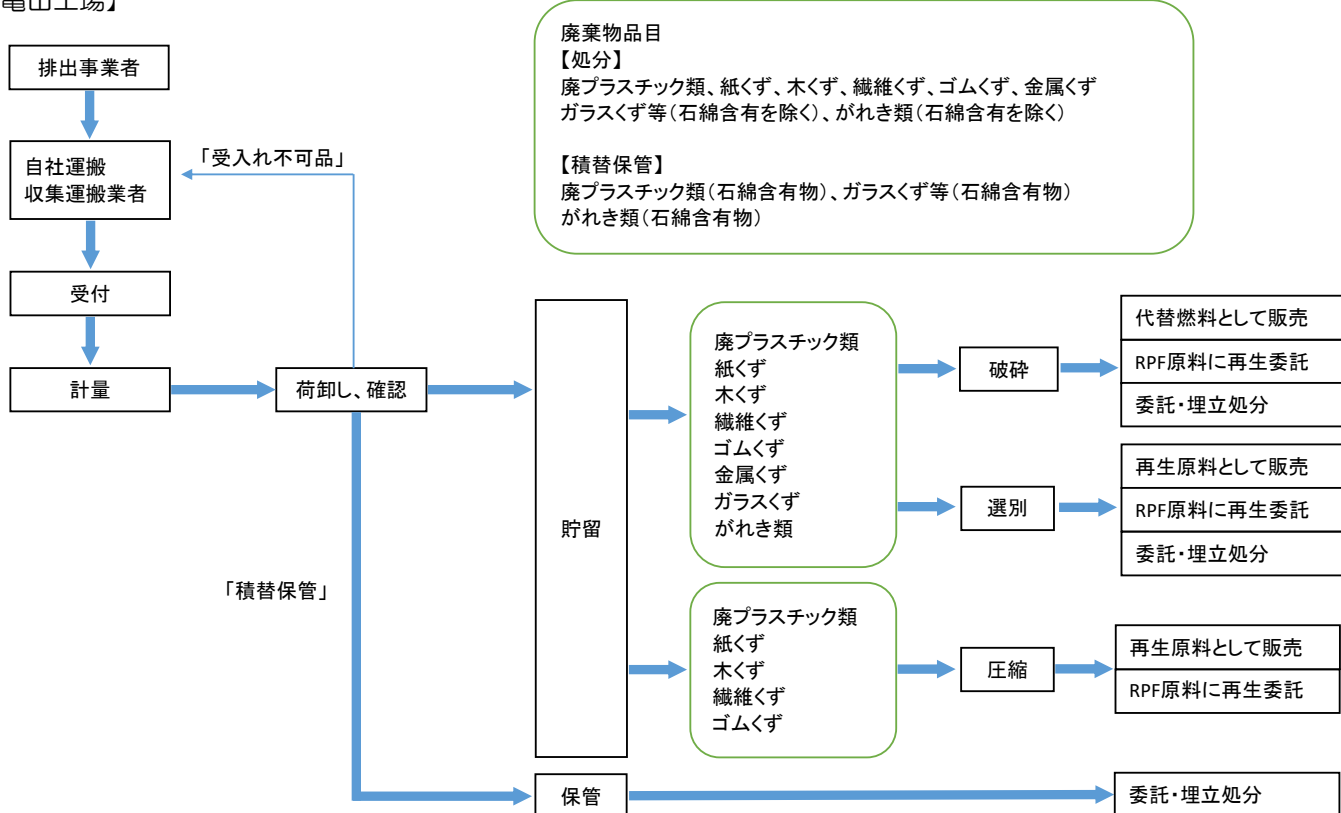 亀山工場】
廃棄物品目
【処分】
廃プラスチック類、紙くず、木くず、繊維くず、ゴムくず、金属くず
ガラスくず等(石綿含有を除く)、がれき類(石綿含有を除く)
【積替保管】
廃プラスチック類(石綿含有物)、ガラスくず等(石綿含有物)
がれき類(石綿含有物)
排出事業者
自社運搬
収集運搬業者
「受入れ不可品」
受付
計量
荷卸し、確認
「積替保管」
貯留
廃プラスチック類
紙くず
木くず
繊維くず
ゴムくず
金属くず
ガラスくず
がれき類
破砕
代替燃料として販売
RPF原料に再生委託
委託・埋立処分
選別
再生原料として販売
RPF原料に再生委託
委託・埋立処分
廃プラスチック類
紙くず
木くず
繊維くず
ゴムくず
圧縮
再生原料として販売
RPF原料に再生委託
保管
委託・埋立処分